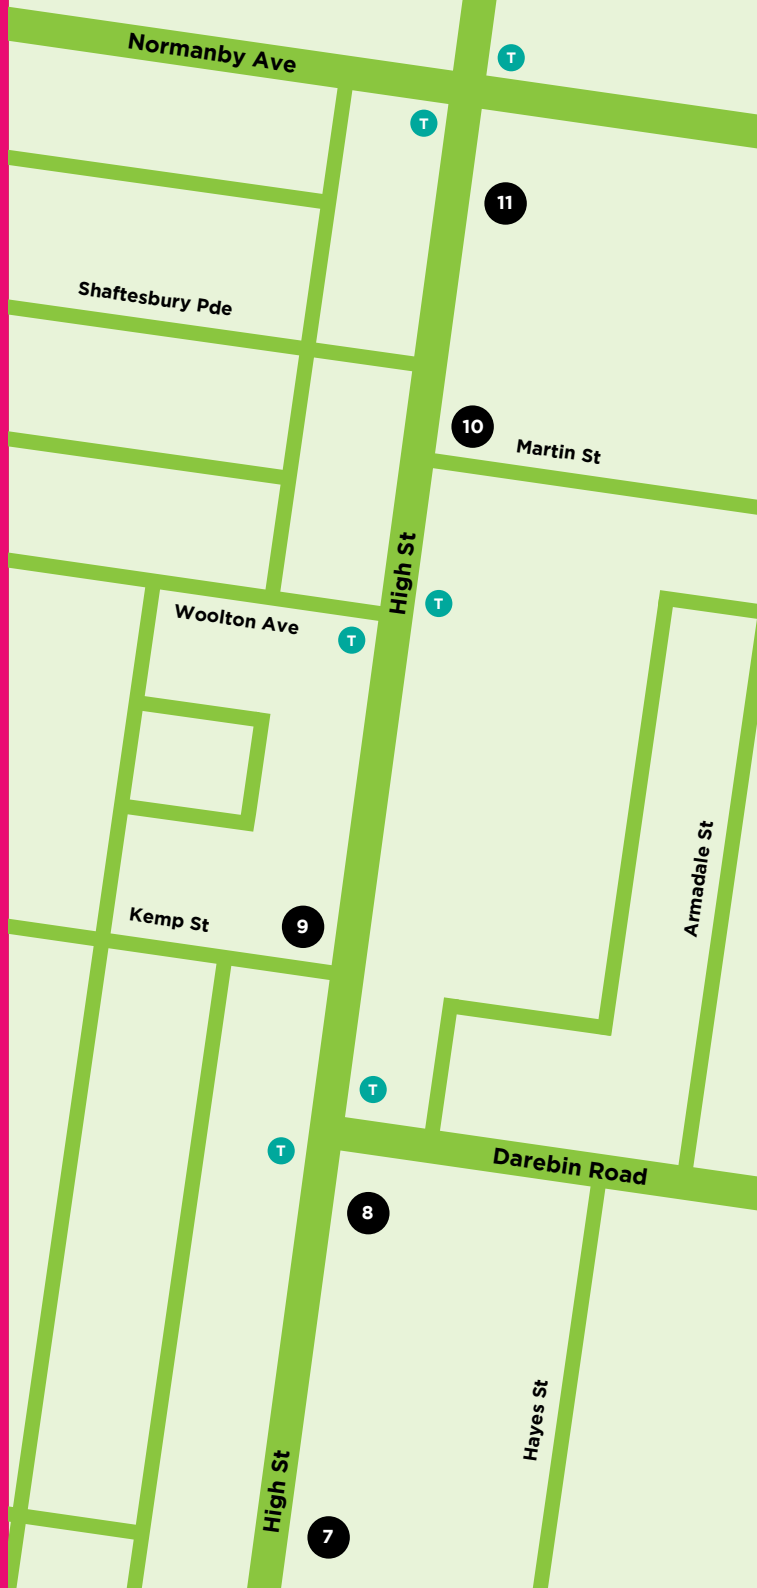 Normanby Ave
T
T
11
Shaftesbury Pde
10
Martin St
High St
T
Woolton Ave
T
Armadale St
Kemp St
9
T
T
Darebin Road
8
Hayes St
High St
7